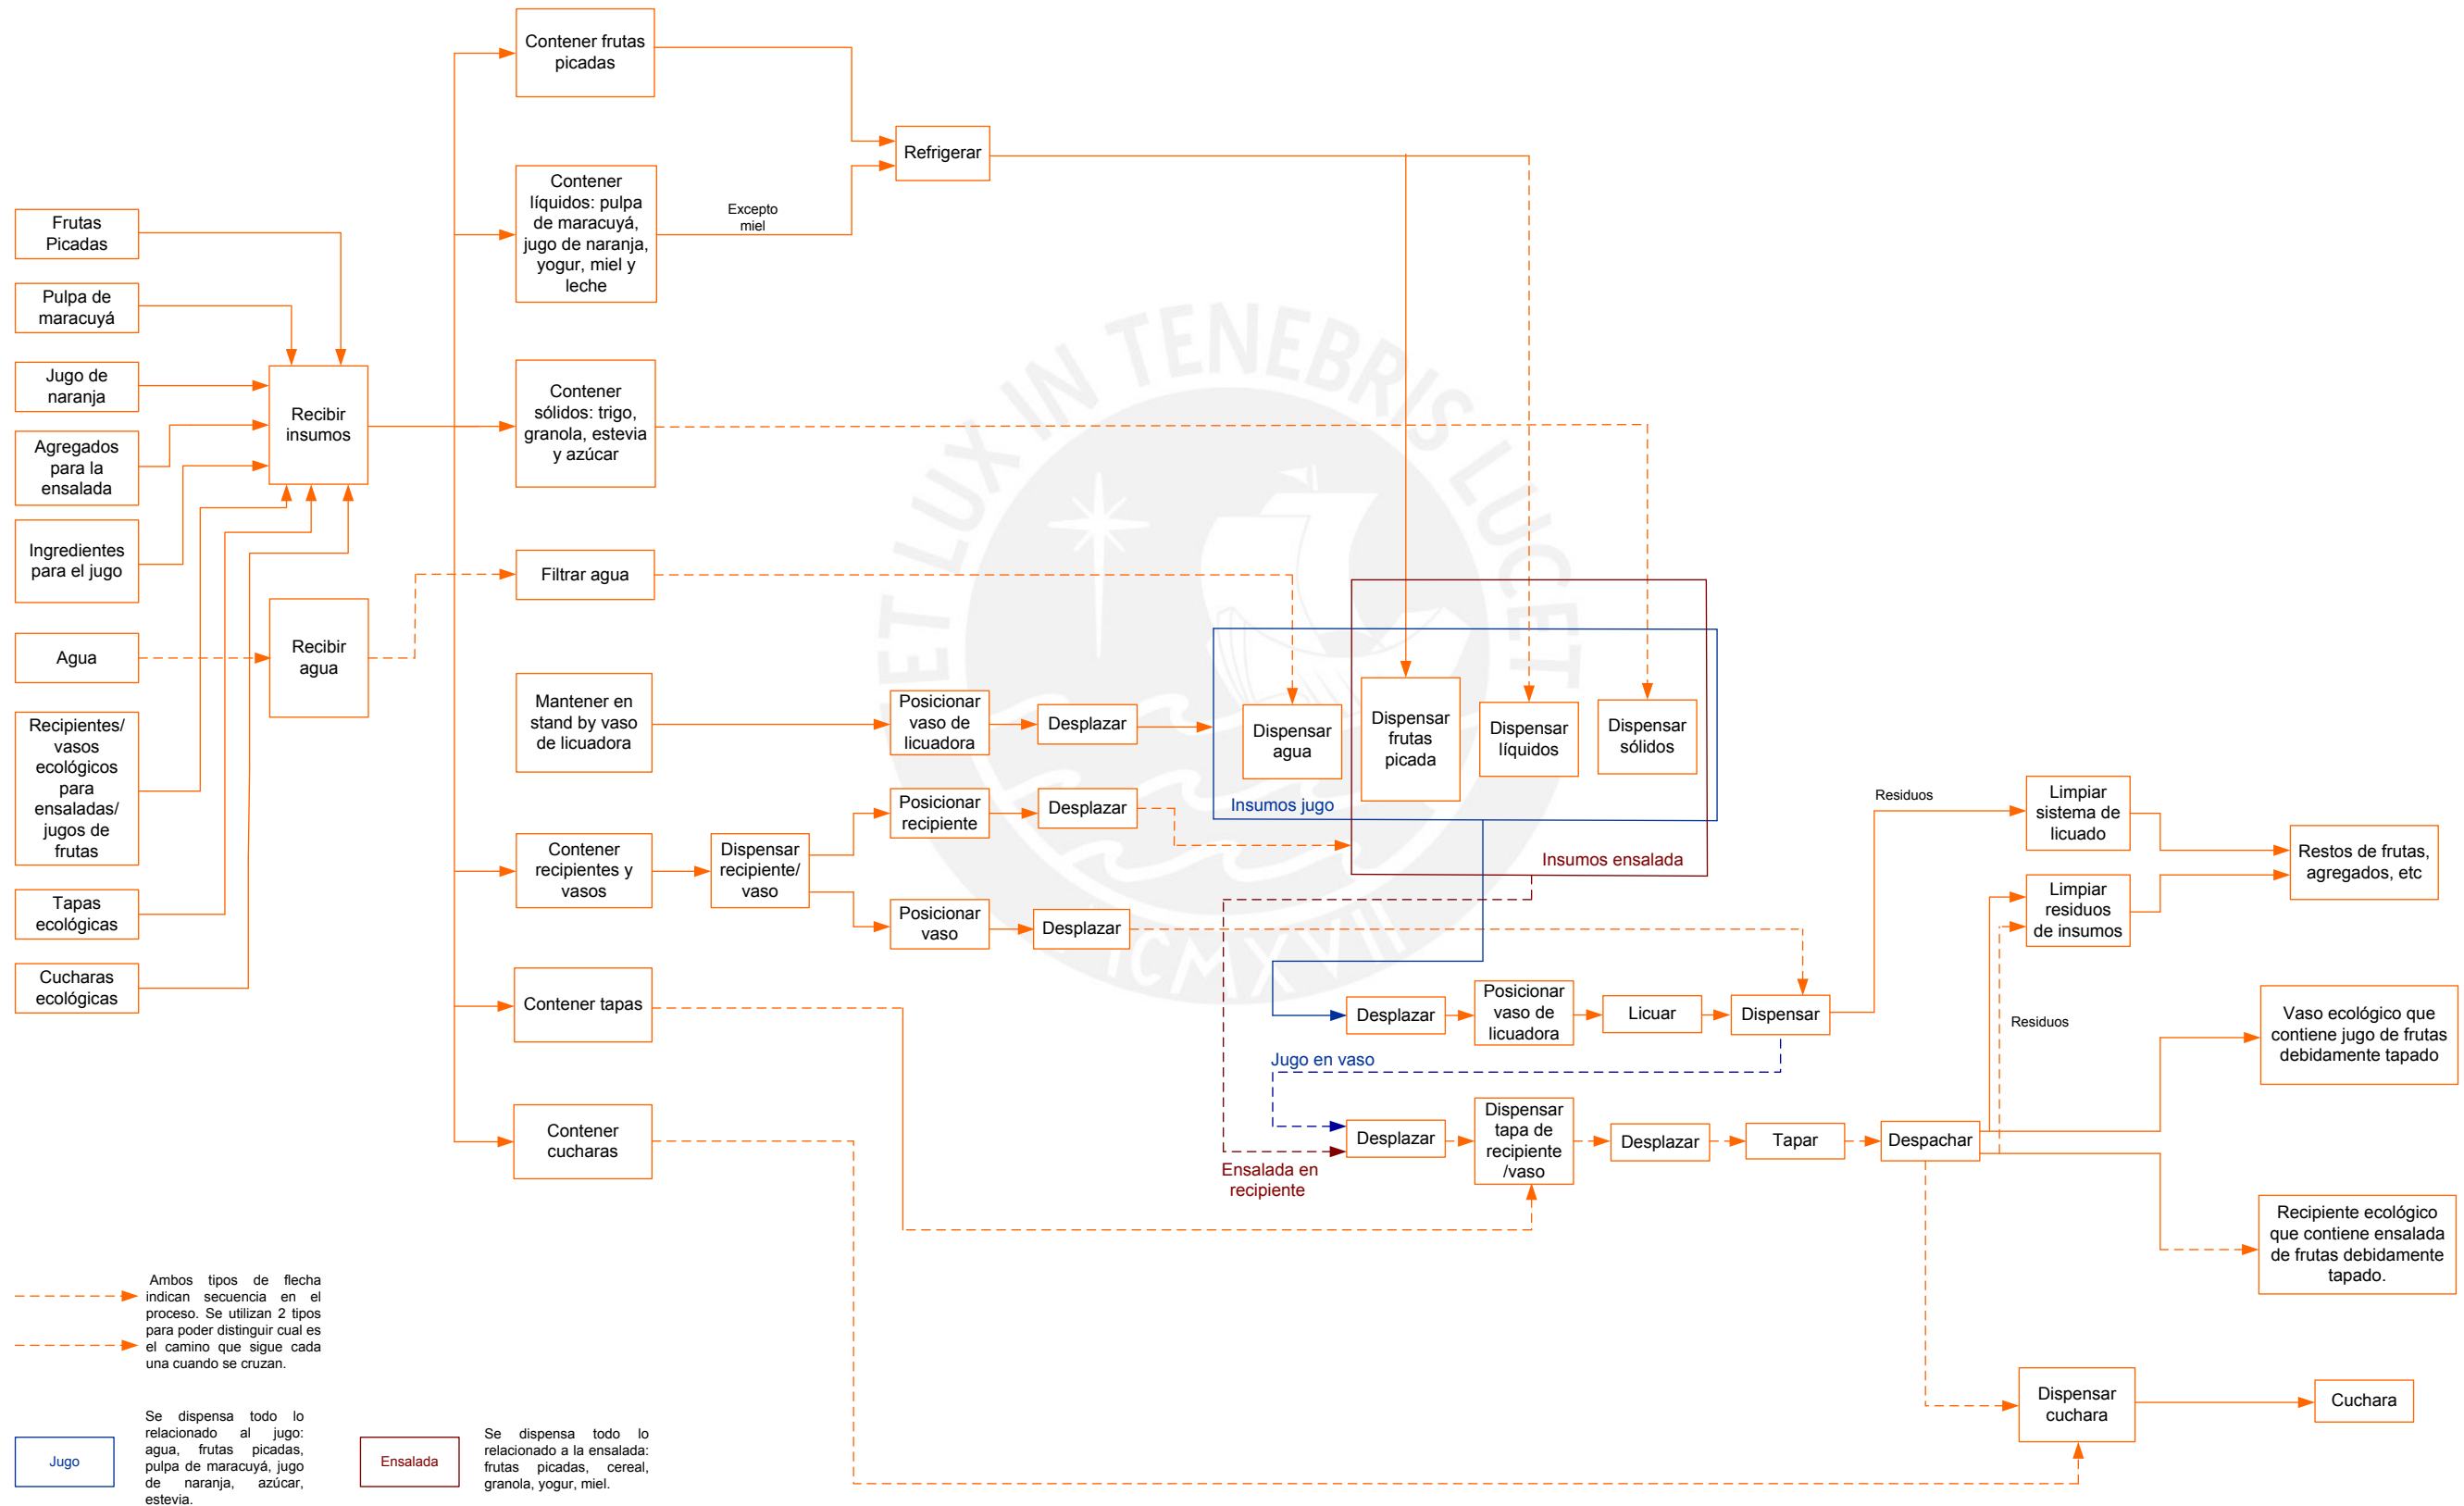 Frutas
Picadas
Pulpa de
maracuyá
Jugo de
naranja
Agregados
para la
ensalada
Ingredientes
para el jugo
Agua
Recipientes/
vasos
ecológicos
para
ensaladas/
jugos de
frutas
Tapas
ecológicas
Cucharas
ecológicas
Recibir
insumos
Recibir
agua
Contener frutas
picadas
Contener
líquidos: pulpa
de maracuyá,
jugo de naranja,
yogur, miel y
leche
Contener
sólidos: trigo,
granola, estevia
y azúcar
Filtrar agua
Mantener en
stand by vaso
de licuadora
Contener
recipientes y
vasos
Contener tapas
Contener
cucharas
Excepto
miel
Refrigerar
Dispensar
recipiente/
vaso
Posicionar
vaso de
licuadora
Desplazar
Posicionar
recipiente
Desplazar
Posicionar
vaso
Desplazar
ET LUX IN TENEBRIS LUCET
MCMXVII
Dispensar
agua
Dispensar
frutas
picada
Dispensar
líquidos
Dispensar
sólidos
Insumos jugo
Insumos ensalada
Desplazar
Posicionar
vaso de
licuadora
Licuar
Dispensar
Jugo en vaso
Ensalada en
recipiente
Desplazar
Dispensar
tapa de
recipiente
/vaso
Desplazar
Tapar
Despachar
Residuos
Residuos
Limpiar
sistema de
licuado
Limpiar
residuos
de insumos
Restos de frutas,
agregados, etc
Vaso ecológico que
contiene jugo de frutas
debidamente tapado
Recipiente ecológico
que contiene ensalada
de frutas debidamente
tapado.
Dispensar
cuchara
Cuchara
Ambos tipos de flecha
indican secuencia en el
proceso. Se utilizan 2 tipos
para poder distinguir cual es
el camino que sigue cada
una cuando se cruzan.
Jugo
Se dispensa todo lo
relacionado al jugo:
agua, frutas picadas,
pulpa de maracuyá, jugo
de naranja, azúcar,
estevia.
Ensalada
Se dispensa todo lo
relacionado a la ensalada:
frutas picadas, cereal,
granola, yogur, miel.